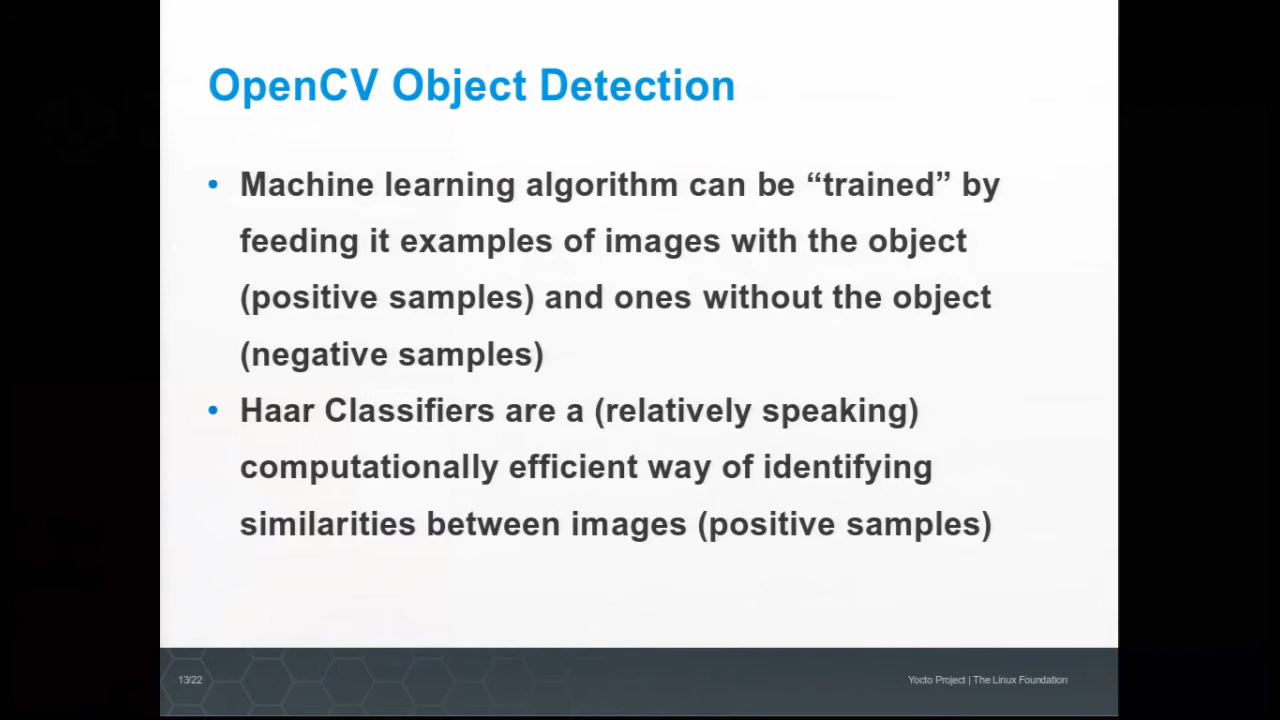 OpenCV Object Detection
• Machine learning algorithm can be “trained” by
feeding it examples of images with the object
(positive samples) and ones without the object
(negative samples)
• Haar Classifiers are a (relatively speaking)
computationally efficient way of identifying
similarities between images (positive samples)
13/22
Yocto Project | The Linux Foundation